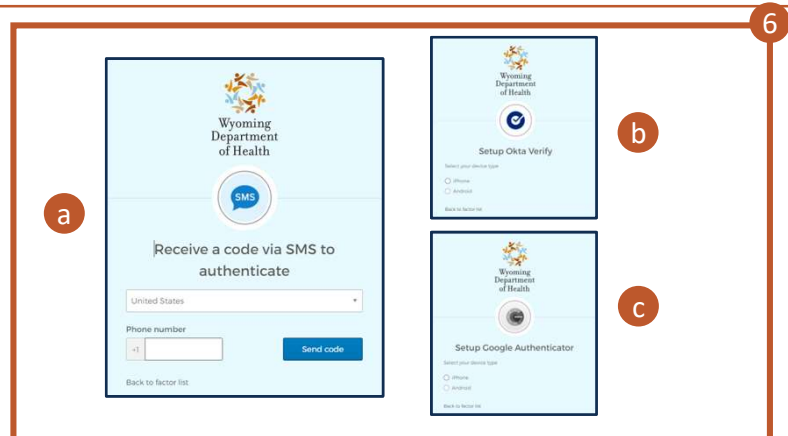 6
a
Wyoming
Department
of Health
SMS
Receive a code via SMS to
authenticate
United States
Phone number
+1
Send code
Back to factor list
b
Wyoming
Department
of Health
Setup Okta Verify
Select your device type
iPhone
Android
Back to factor list
c
Wyoming
Department
of Health
Setup Google Authenticator
Select your device type
iPhone
Android
Back to factor list